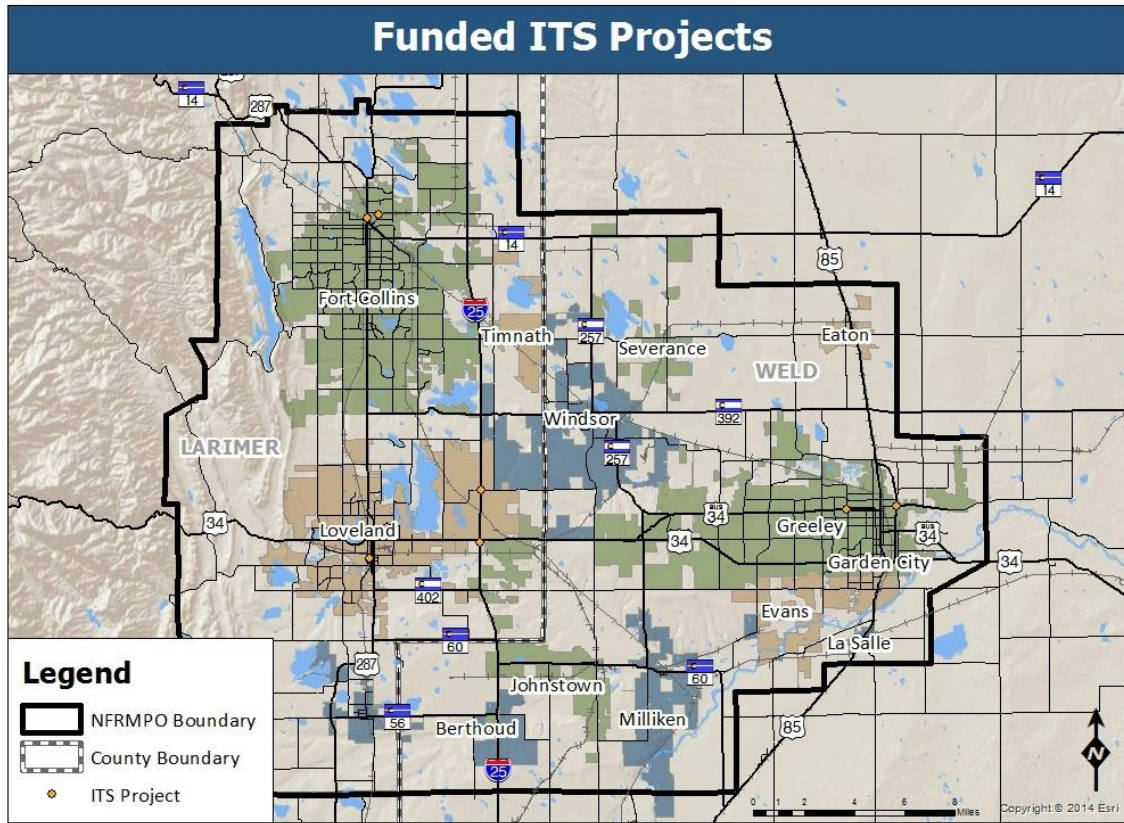 Funded ITS Projects
14
287
14
14
85
Fort Collins
25
Timnath
257
Severance
Eaton
WELD
392
Windsor
LARIMER
257
34
Loveland
BUS
34
34
Greeley
BUS
34
Garden City
34
402
Evans
60
La Salle
287
60
Johnstown
56
Berthoud
Milliken
85
25
Legend
NFRMPO Boundary
County Boundary
ITS Project
N
0 1 2 4 6 8
Miles
Copyright:© 2014 Esri